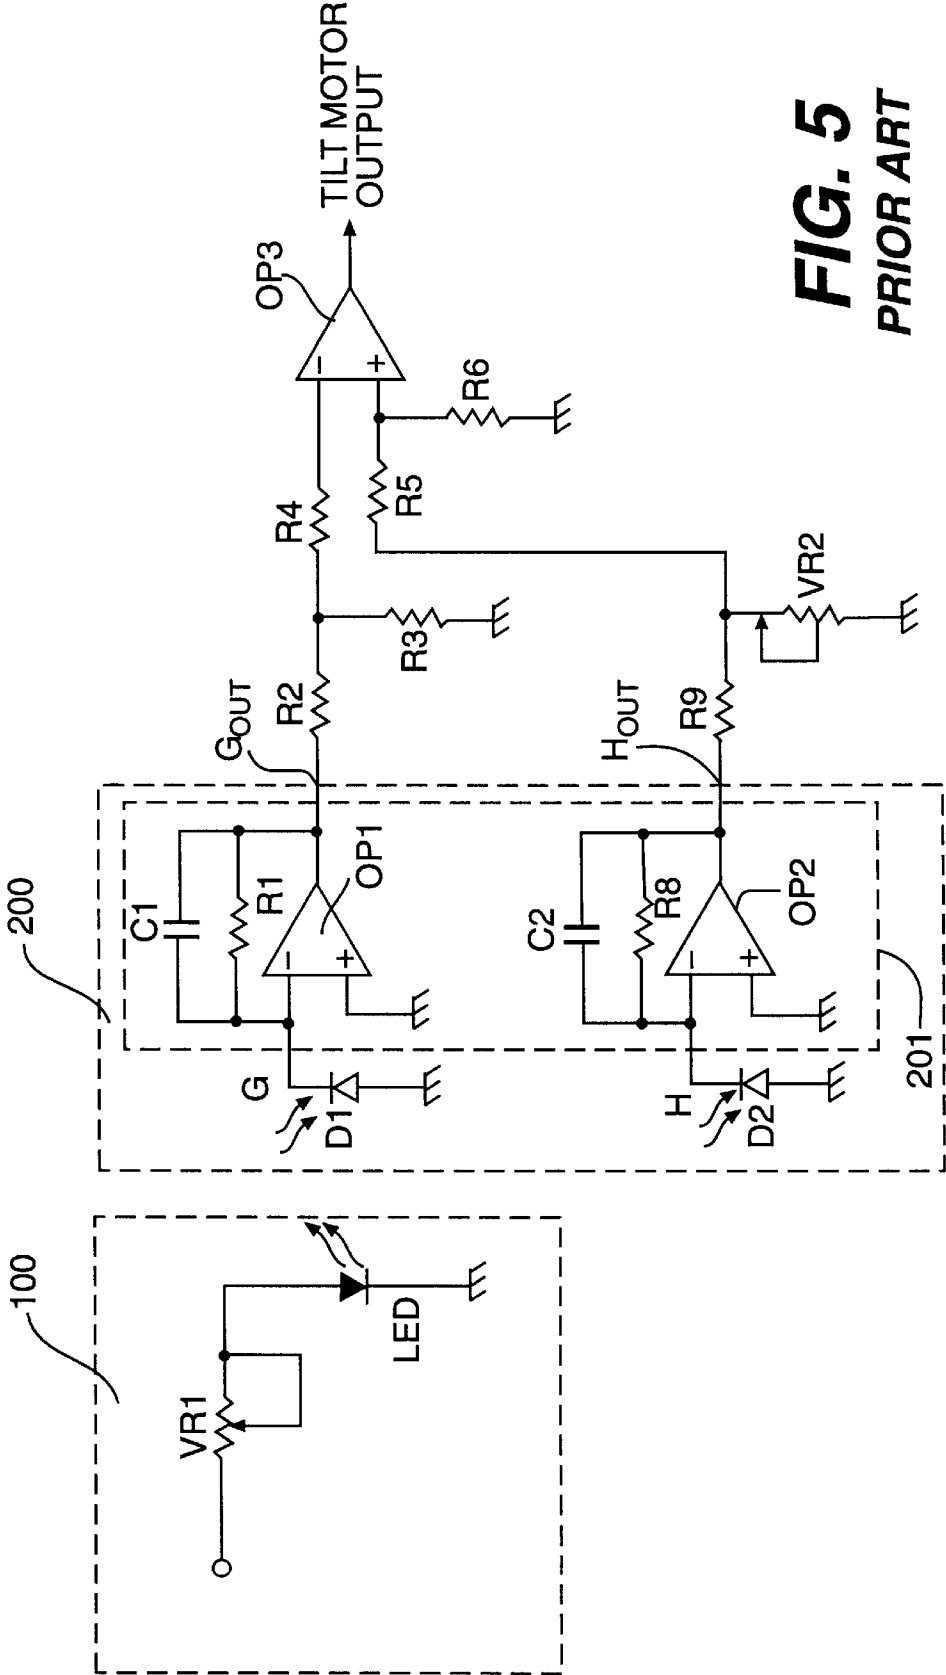 100
VR1
LED
200
G
D1
C1
R1
OP1
−
+
GOUT
R2
R3
R4
OP3
−
+
TILT MOTOR
OUTPUT
R5
R6
H
D2
C2
R8
OP2
−
+
201
HOUT
R9
VR2
FIG. 5
PRIOR ART